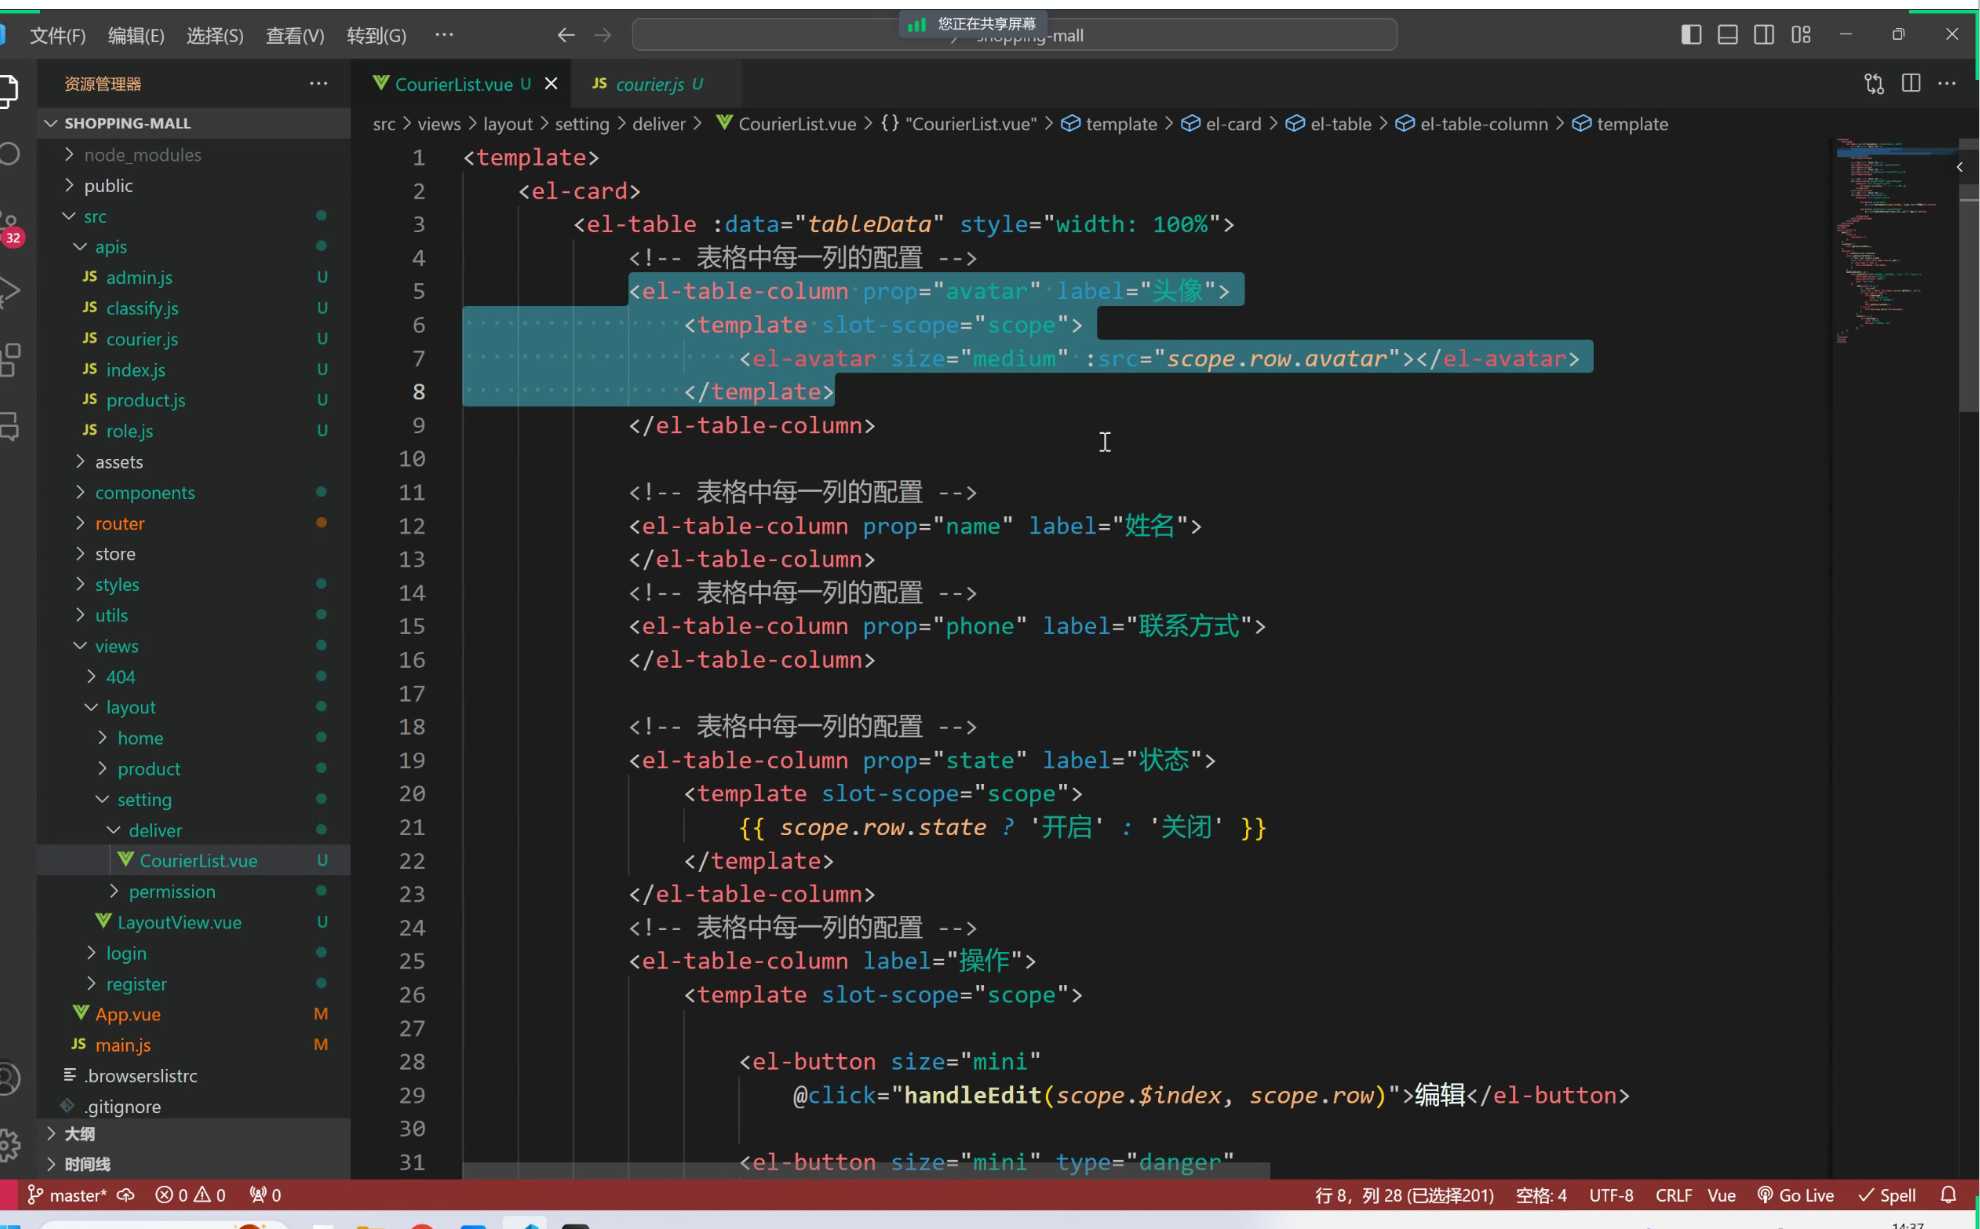 您正在共享屏幕
文件(F) 编辑(E) 选择(S) 查看(V) 转到(G) ··· shopping-mall
资源管理器 ···
CourierList.vue U
JS courier.js U
SHOPPING-MALL
src > views > layout > setting > deliver > CourierList.vue > {} "CourierList.vue" > template > el-card > el-table > el-table-column > template
node_modules
public
src
apis
JS admin.js U
JS classify.js U
JS courier.js U
JS index.js U
JS product.js U
JS role.js U
assets
components
router
store
styles
utils
views
404
layout
home
product
setting
deliver
CourierList.vue U
permission
LayoutView.vue U
login
register
App.vue M
JS main.js M
.browserslistrc
.gitignore
大纲
时间线
32
1 <template>
2 <el-card>
3 <el-table :data="tableData" style="width: 100%">
4 <!-- 表格中每一列的配置 -->
5 <el-table-column prop="avatar" label="头像">
6 <template slot-scope="scope">
7 <el-avatar size="medium" :src="scope.row.avatar"></el-avatar>
8 </template>
9 </el-table-column>
10
11 <!-- 表格中每一列的配置 -->
12 <el-table-column prop="name" label="姓名">
13 </el-table-column>
14 <!-- 表格中每一列的配置 -->
15 <el-table-column prop="phone" label="联系方式">
16 </el-table-column>
17
18 <!-- 表格中每一列的配置 -->
19 <el-table-column prop="state" label="状态">
20 <template slot-scope="scope">
21 {{ scope.row.state ? '开启' : '关闭' }}
22 </template>
23 </el-table-column>
24 <!-- 表格中每一列的配置 -->
25 <el-table-column label="操作">
26 <template slot-scope="scope">
27
28 <el-button size="mini"
29 @click="handleEdit(scope.$index, scope.row)">编辑</el-button>
30
31 <el-button size="mini" type="danger"
master* 0 0 0
行 8，列 28 (已选择201) 空格: 4 UTF-8 CRLF Vue Go Live Spell
14:37